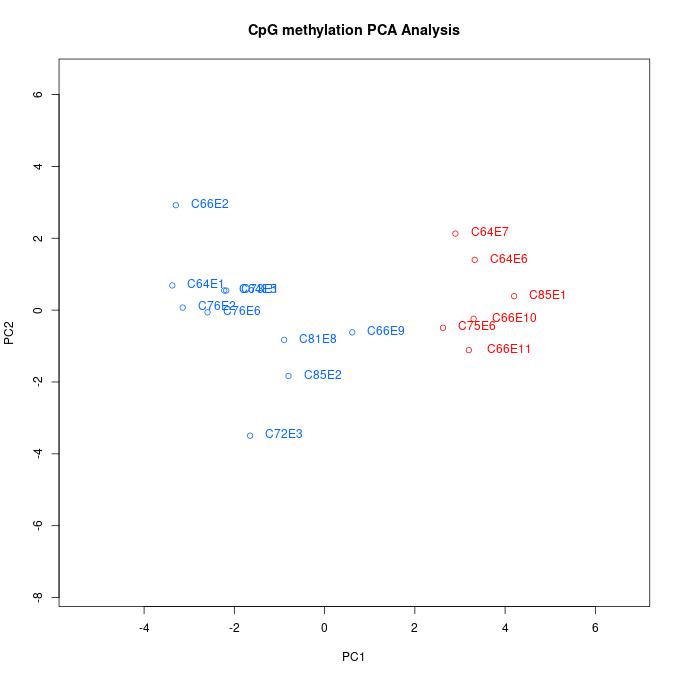 CpG methylation PCA Analysis
6
4
2
0
-2
-4
-6
-8
PC2
C66E2
C64E7
C64E6
C64E1
C85E1
C76E2
C76E6
C66E10
C75E6
C66E9
C81E8
C66E11
C85E2
C72E3
-4
-2
0
2
4
6
PC1